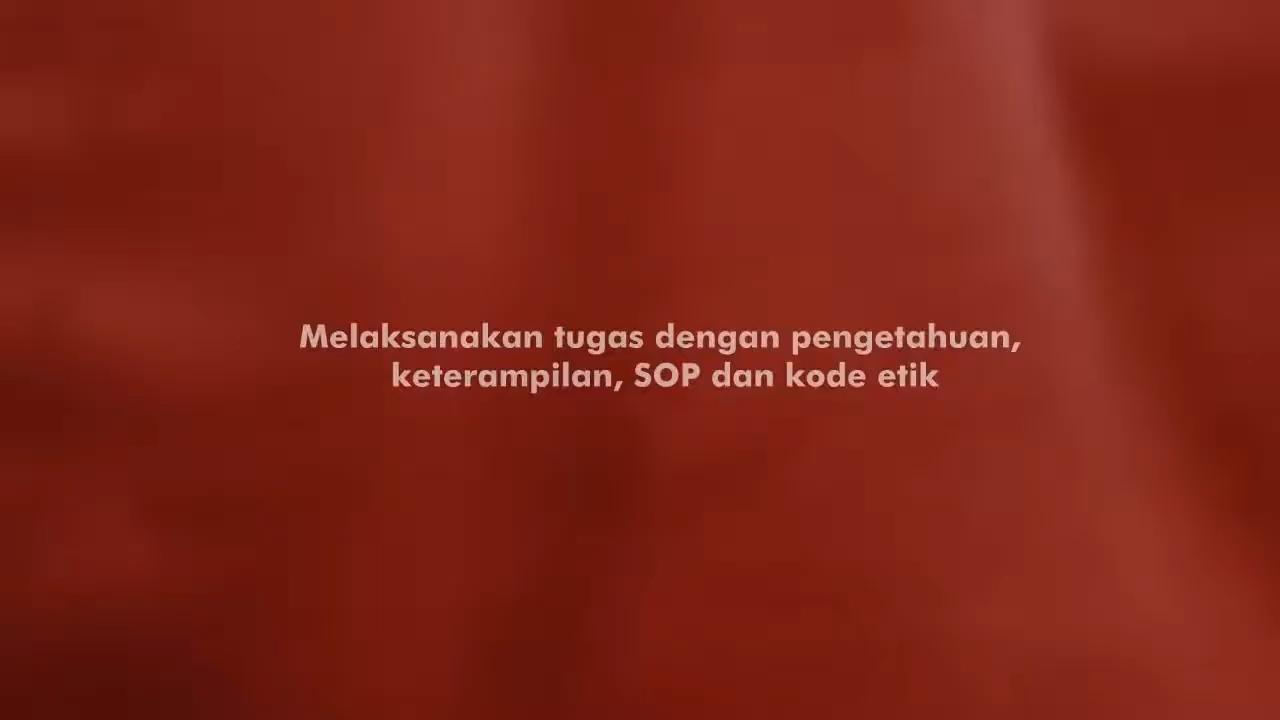 Melaksanakan tugas dengan pengetahuan,
keterampilan, SOP dan kode etik